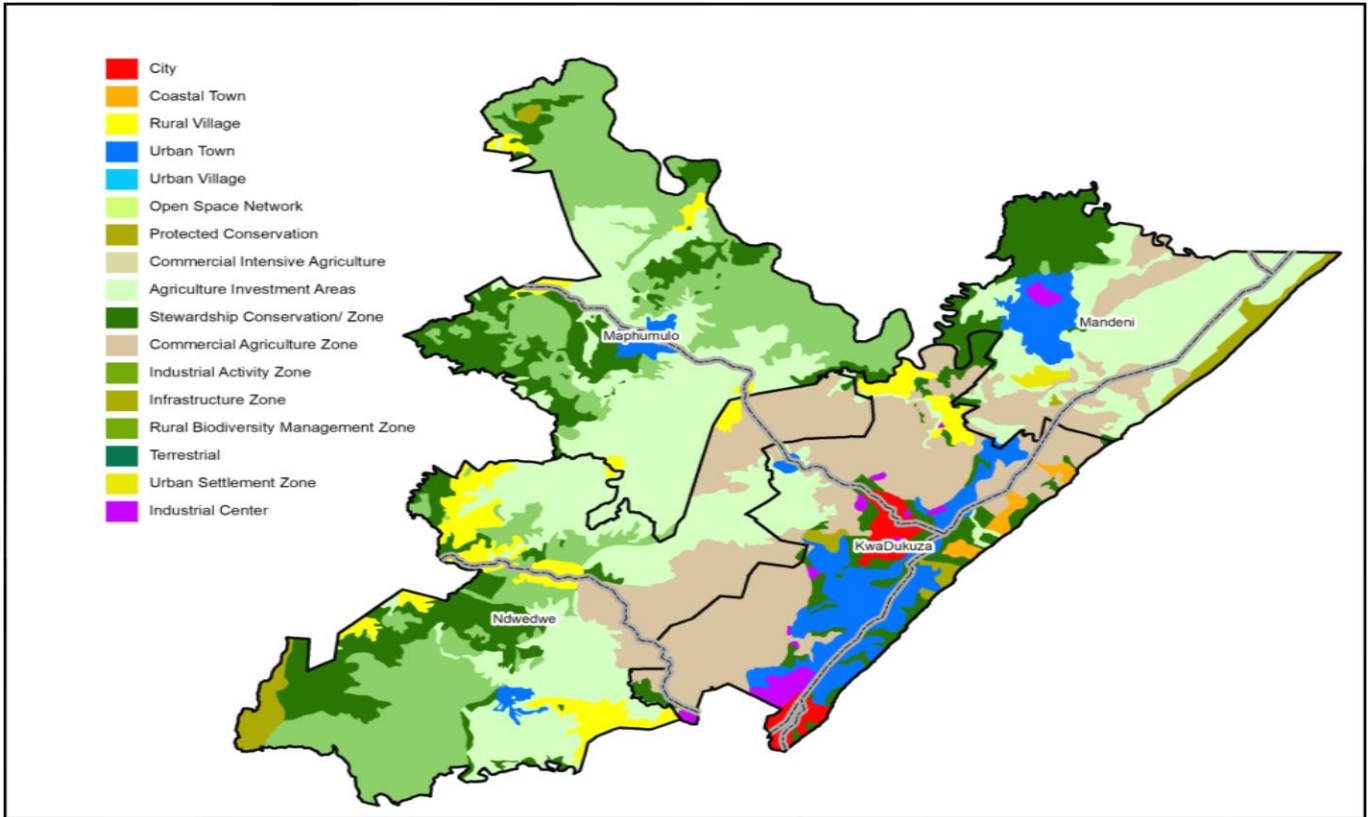 City
Coastal Town
Rural Village
Urban Town
Urban Village
Open Space Network
Protected Conservation
Commercial Intensive Agriculture
Agriculture Investment Areas
Stewardship Conservation/ Zone
Commercial Agriculture Zone
Industrial Activity Zone
Infrastructure Zone
Rural Biodiversity Management Zone
Terrestrial
Urban Settlement Zone
Industrial Center
Mandeni
Maphumulo
KwaDukuza
Ndwedwe